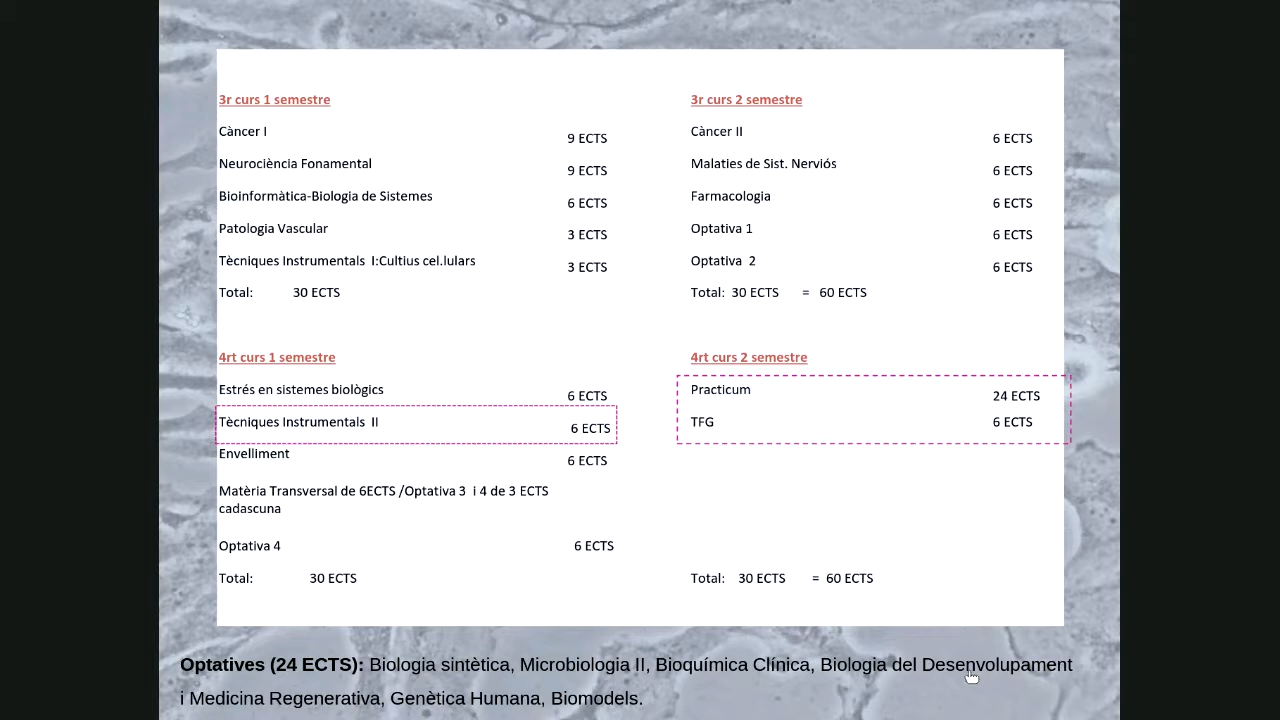 3r curs 1 semestre
Càncer I 9 ECTS
Neurociència Fonamental 9 ECTS
Bioinformàtica-Biologia de Sistemes 6 ECTS
Patologia Vascular 3 ECTS
Tècniques Instrumentals I:Cultius cel.lulars 3 ECTS
Total: 30 ECTS
3r curs 2 semestre
Càncer II 6 ECTS
Malaties de Sist. Nerviós 6 ECTS
Farmacologia 6 ECTS
Optativa 1 6 ECTS
Optativa 2 6 ECTS
Total: 30 ECTS = 60 ECTS
4rt curs 1 semestre
Estrés en sistemes biològics 6 ECTS
Tècniques Instrumentals II 6 ECTS
Envelliment 6 ECTS
Matèria Transversal de 6ECTS /Optativa 3 i 4 de 3 ECTS
cadascuna
Optativa 4 6 ECTS
Total: 30 ECTS
4rt curs 2 semestre
Practicum 24 ECTS
TFG 6 ECTS
Total: 30 ECTS = 60 ECTS
Optatives (24 ECTS): Biologia sintètica, Microbiologia II, Bioquímica Clínica, Biologia del Desenvolupament
i Medicina Regenerativa, Genètica Humana, Biomodels.